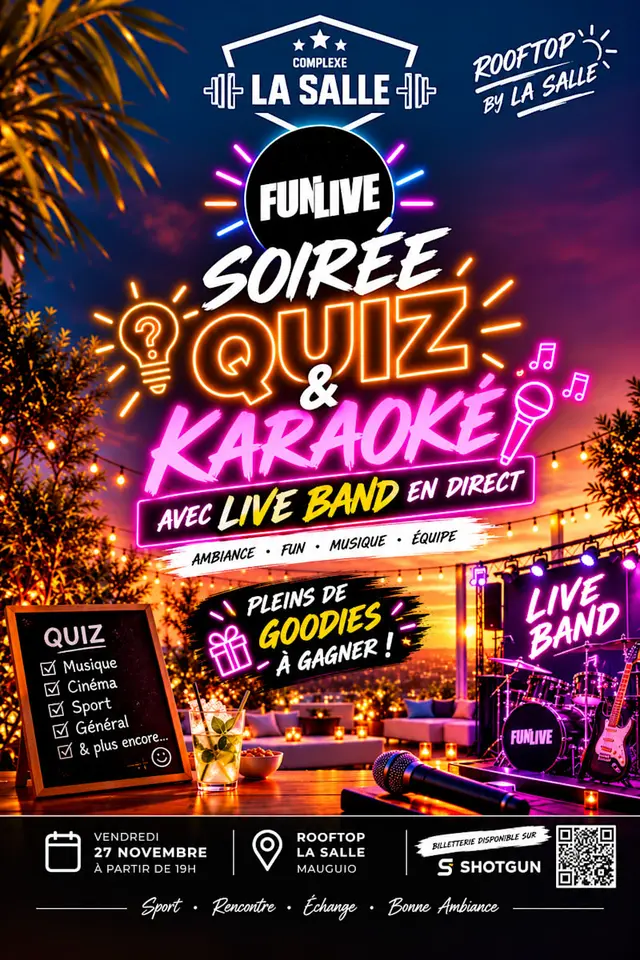 COMPLEXE
LA SALLE
ROOFTOP
BY LA SALLE
FUNLIVE
SOIRÉE
QUIZ
&
KARAOKÉ
AVEC LIVE BAND EN DIRECT
AMBIANCE • FUN • MUSIQUE • ÉQUIPE
PLEINS DE
GOODIES
À GAGNER !
QUIZ
Musique
Cinéma
Sport
Général
& plus encore...
LIVE
BAND
FUNLIVE
VENDREDI
27 NOVEMBRE
À PARTIR DE 19H
ROOFTOP
LA SALLE
MAUGUIO
BILLETTERIE DISPONIBLE SUR
SHOTGUN
Sport • Rencontre • Échange • Bonne Ambiance